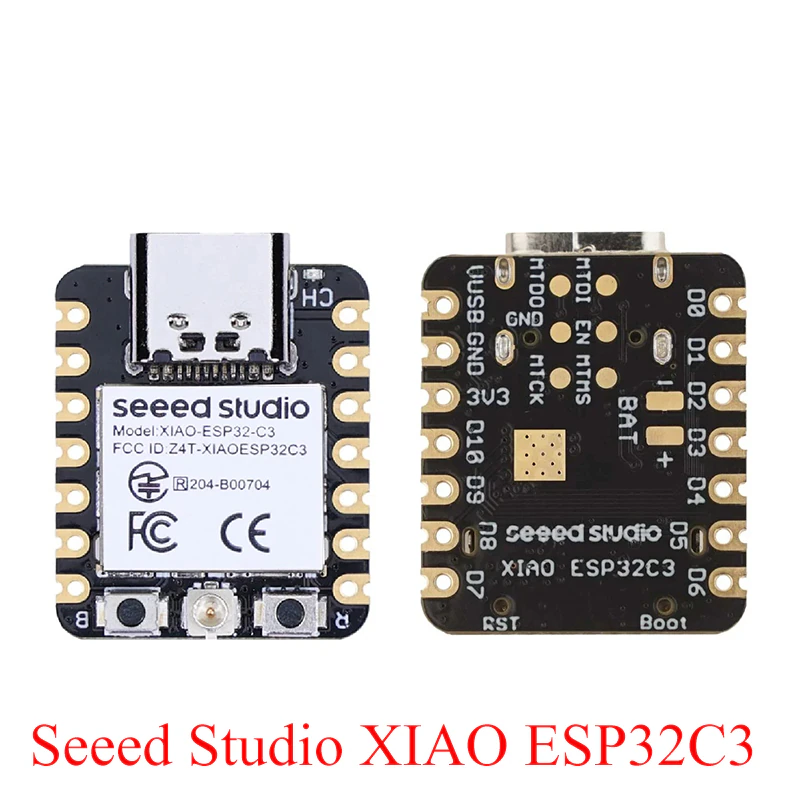 CH
seeed studio
Model:XIAO-ESP32-C3
FCC ID:Z4T-XIAOESP32C3
R 204-B00704
FC CE
B
R
VUSB
GND
3V3
D10
D9
D8
D7
MTDO
MTDI
GND
EN
MTCK
MTMS
BAT
-
+
D0
D1
D2
D3
D4
D5
D6
seeed studio
XIAO ESP32C3
RST
Boot
Seeed Studio XIAO ESP32C3